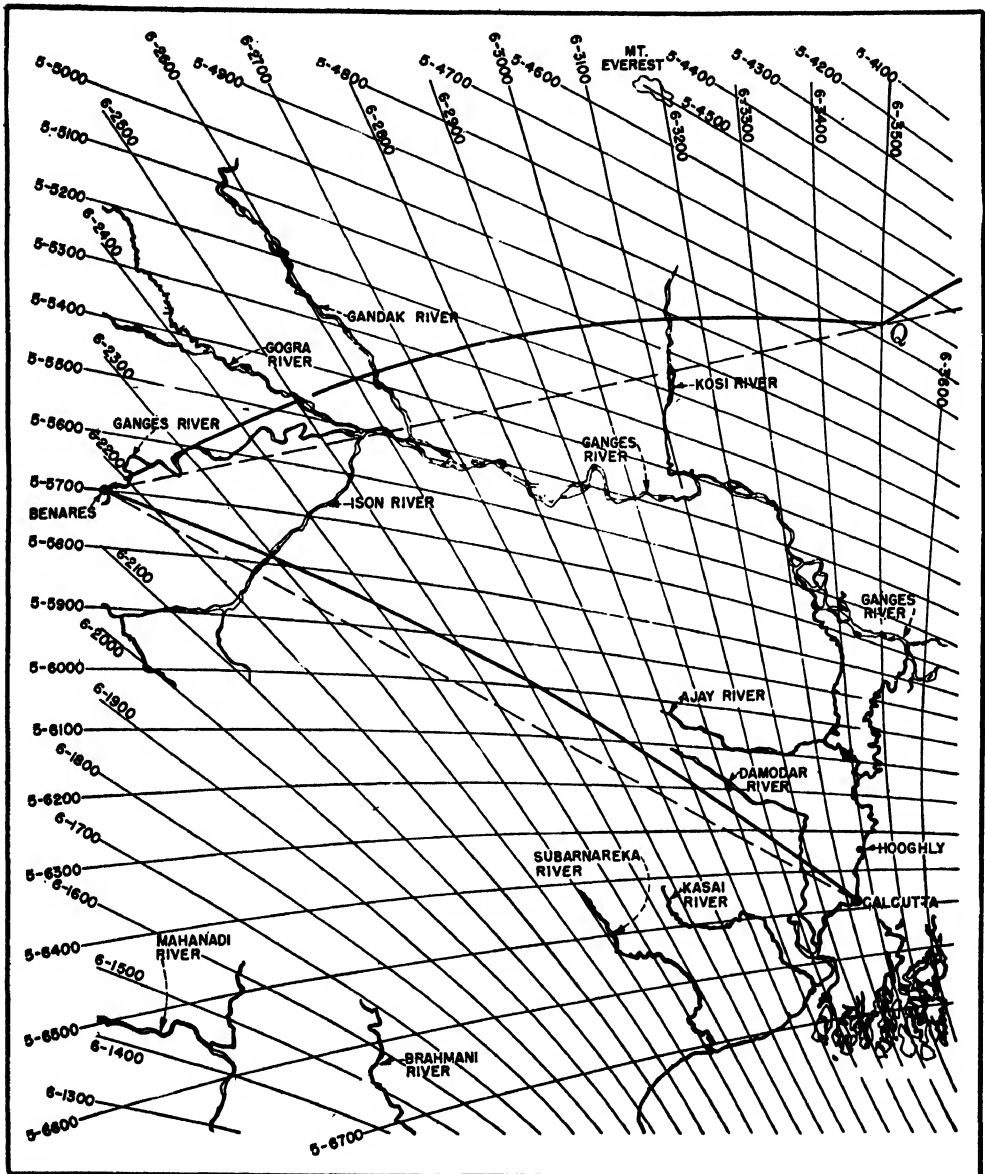 6-2600
6-2700
5-4900
5-4800
5-4700
6-3000
5-4600
6-3100
MT.
EVEREST
5-4400
5-4300
5-4200
5-4100
5-5000
6-2500
6-2800
6-2900
5-4500
6-3200
6-3300
6-3400
6-3500
5-5100
5-5200
6-2400
5-5300
GANDAK RIVER
5-5400
GOGRA
RIVER
Q
6-2300
5-5500
KOSI RIVER
6-3600
GANGES RIVER
5-5600
6-2200
GANGES
RIVER
5-5700
BENARES
ISON RIVER
5-5800
6-2100
5-5900
GANGES
RIVER
6-2000
5-6000
6-1900
AJAY RIVER
5-6100
6-1800
DAMODAR
RIVER
5-6200
6-1700
HOOGHLY
5-6300
SUBARNAREKA
RIVER
6-1600
KASAI
RIVER
CALCUTTA
5-6400
MAHANADI
RIVER
6-1500
5-6500
6-1400
BRAHMANI
RIVER
6-1300
5-6600
5-6700